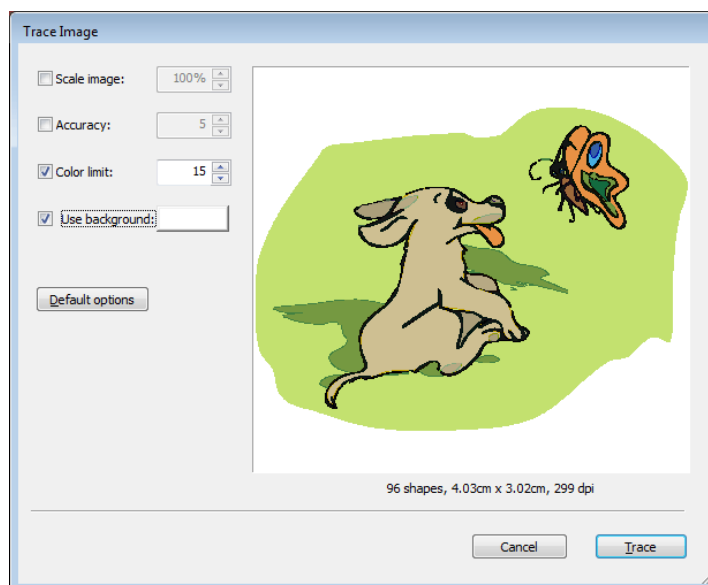 Trace Image
Scale image: 100%
Accuracy: 5
Color limit: 15
Use background:
Default options
96 shapes, 4.03cm x 3.02cm, 299 dpi
Cancel Trace